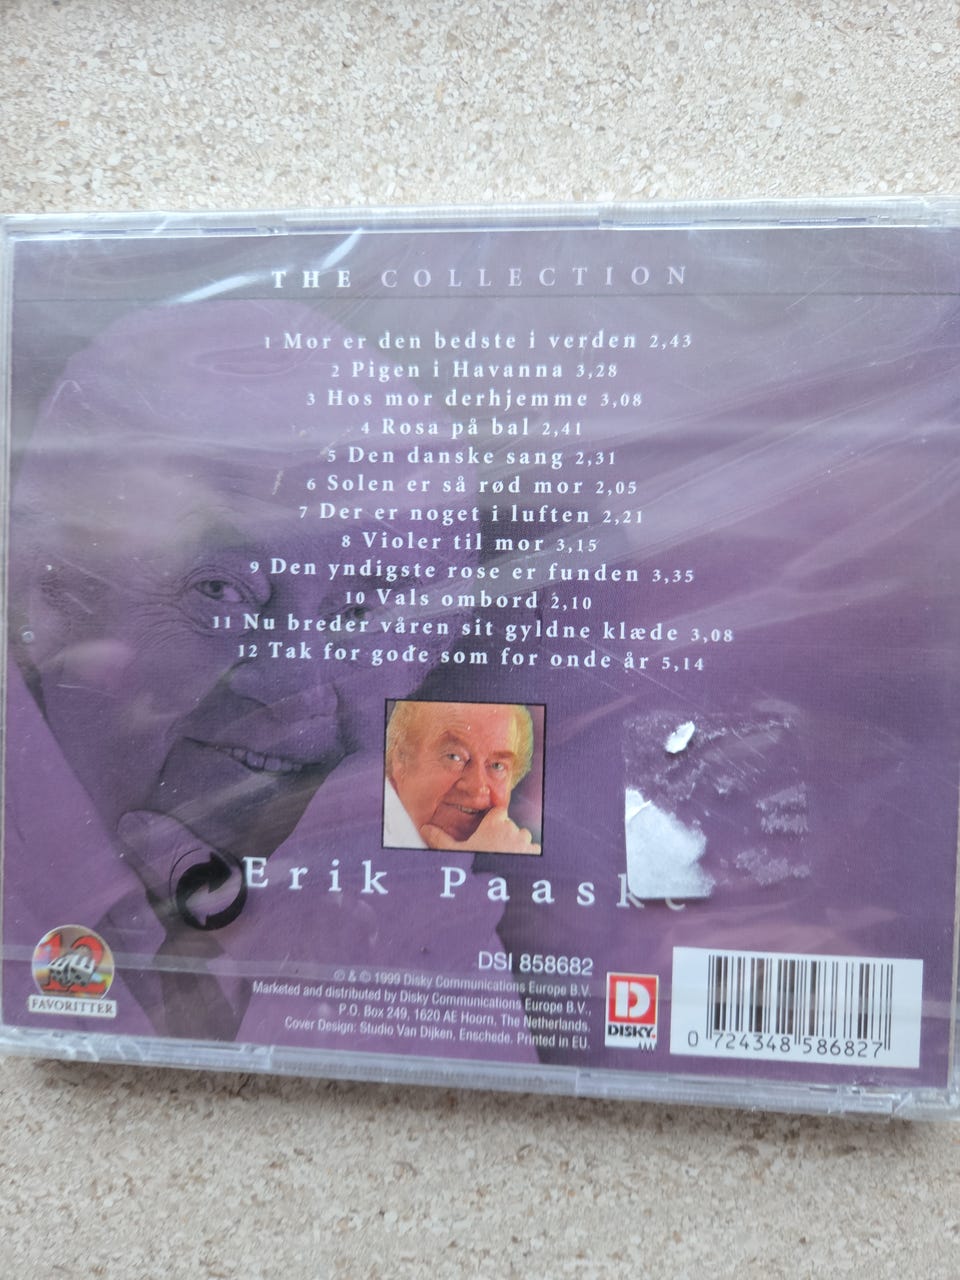 THE COLLECTION
1 Mor er den bedste i verden 2,43
2 Pigen i Havanna 3,28
3 Hos mor derhjemme 3,08
4 Rosa på bal 2,41
5 Den danske sang 2,31
6 Solen er så rød mor 2,05
7 Der er noget i luften 2,21
8 Violer til mor 3,15
9 Den yndigste rose er funden 3,35
10 Vals ombord 2,10
11 Nu breder våren sit gyldne klæde 3,08
12 Tak for gode som for onde år 5,14
Erik Paaske
12
FAVORITTER
DSI 858682
℗ & © 1999 Disky Communications Europe B.V.
Marketed and distributed by Disky Communications Europe B.V.,
P.O. Box 249, 1620 AE Hoorn, The Netherlands.
Cover Design: Studio Van Dijken, Enschede. Printed in EU.
D
DISKY.
0 724348 586827